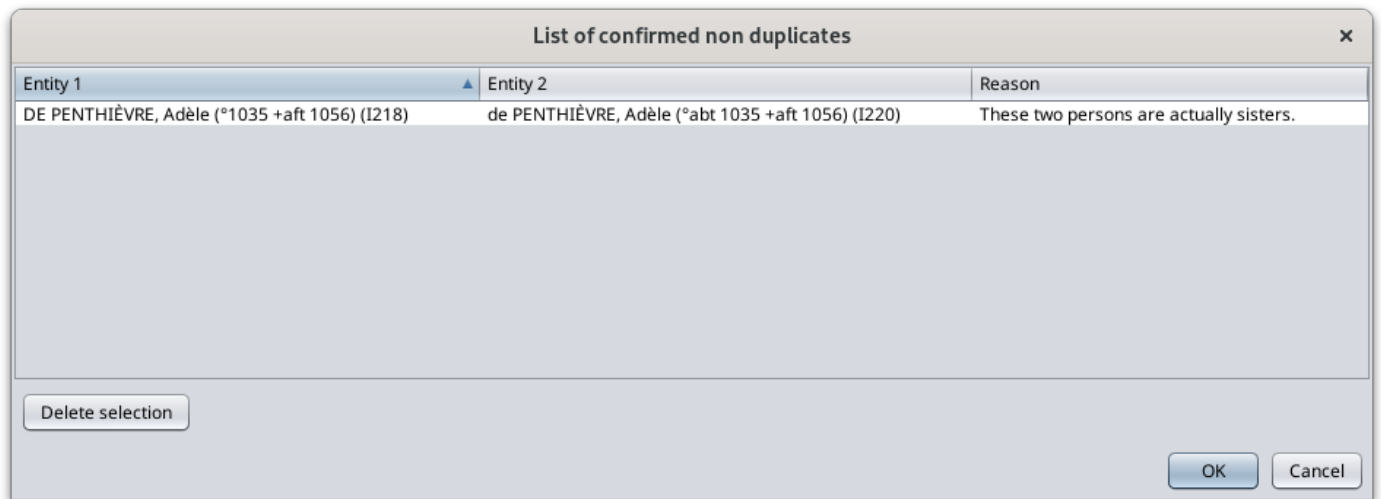 List of confirmed non duplicates
Entity 1 Entity 2 Reason
DE PENTHIÈVRE, Adèle (°1035 +aft 1056) (I218) de PENTHIÈVRE, Adèle (°abt 1035 +aft 1056) (I220) These two persons are actually sisters.
Delete selection
OK Cancel